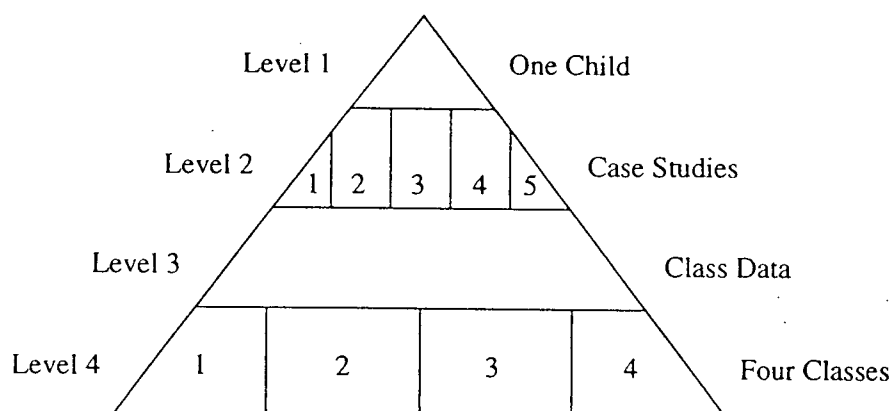 Level 1 One Child
Level 2 1 2 3 4 5 Case Studies
Level 3 Class Data
Level 4 1 2 3 4 Four Classes